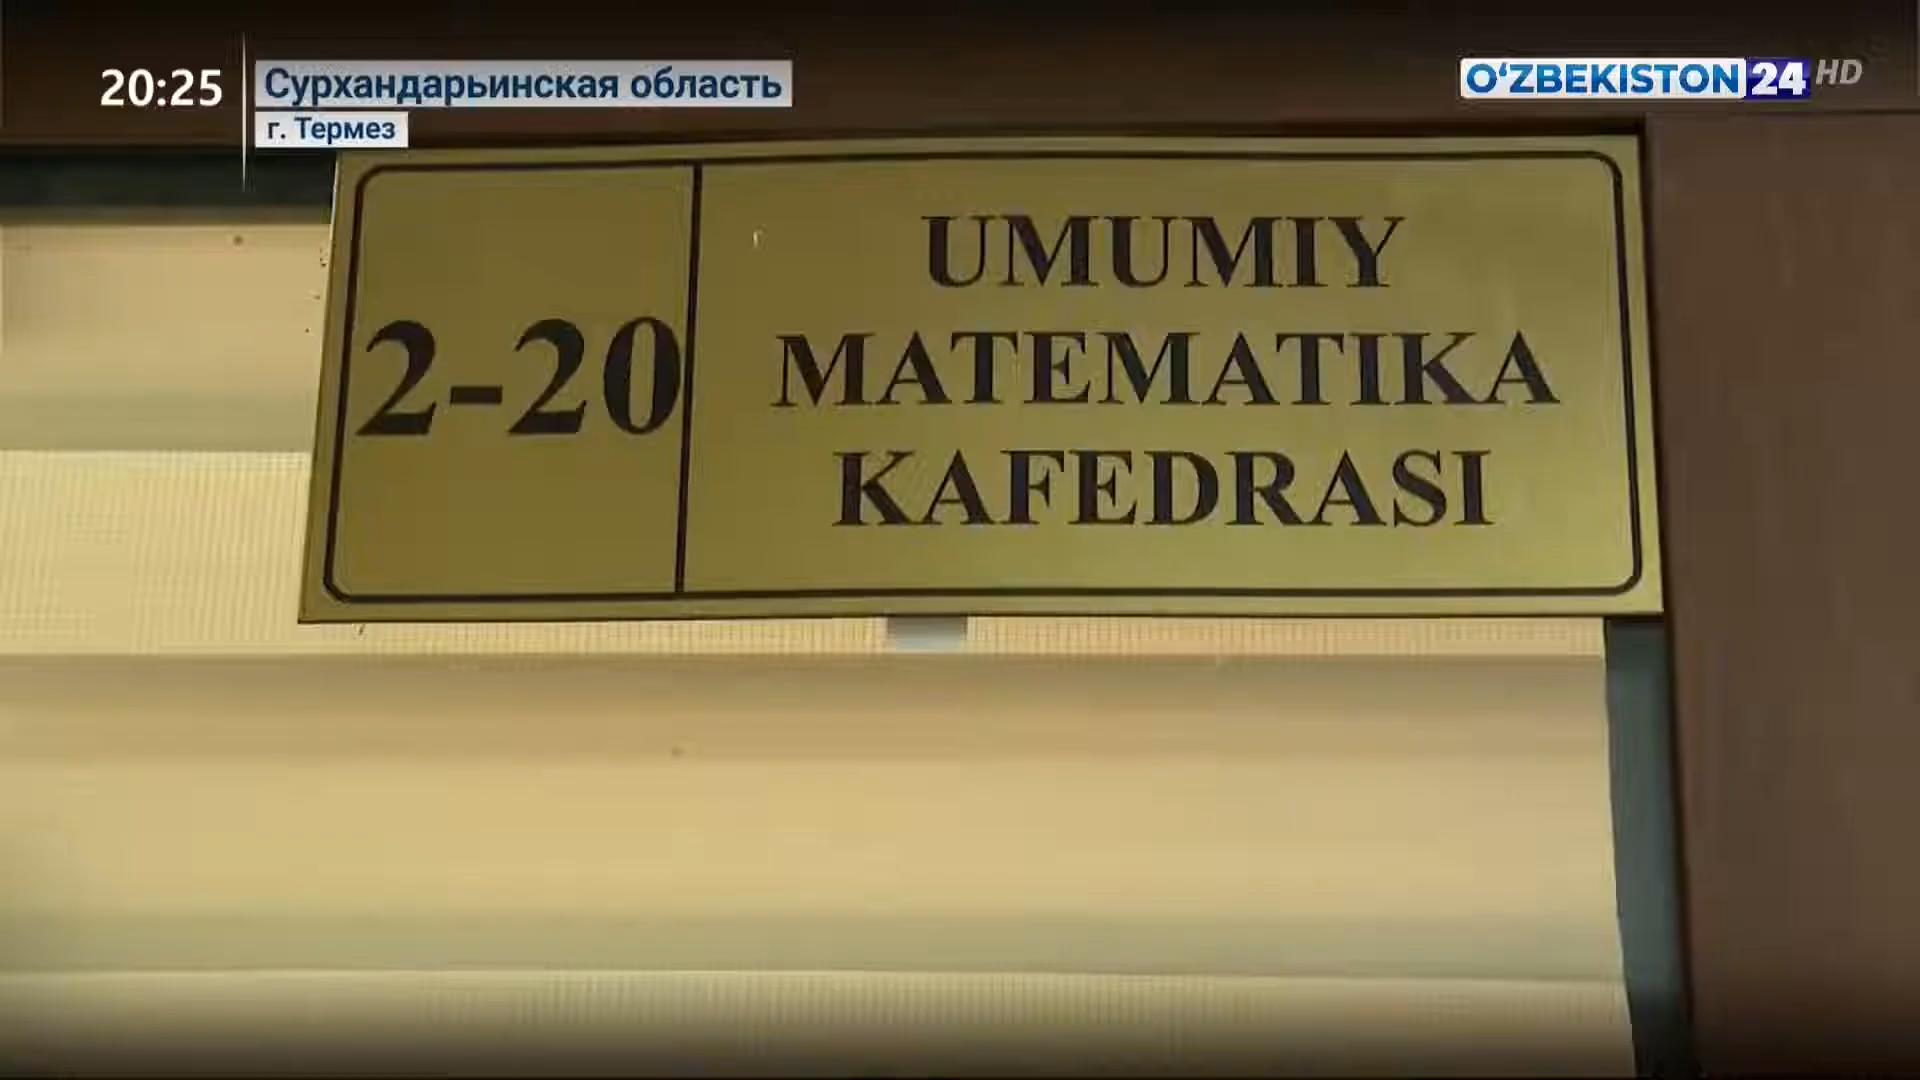 20:25
Сурхандарьинская область
г. Термез
O‘ZBEKISTON 24 HD
2-20
UMUMIY
MATEMATIKA
KAFEDRASI